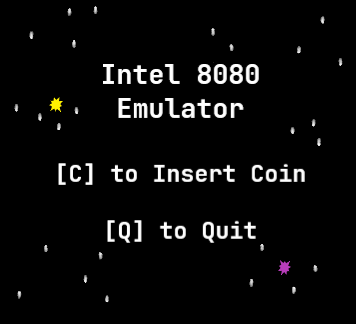 Intel 8080
Emulator
[C] to Insert Coin
[Q] to Quit